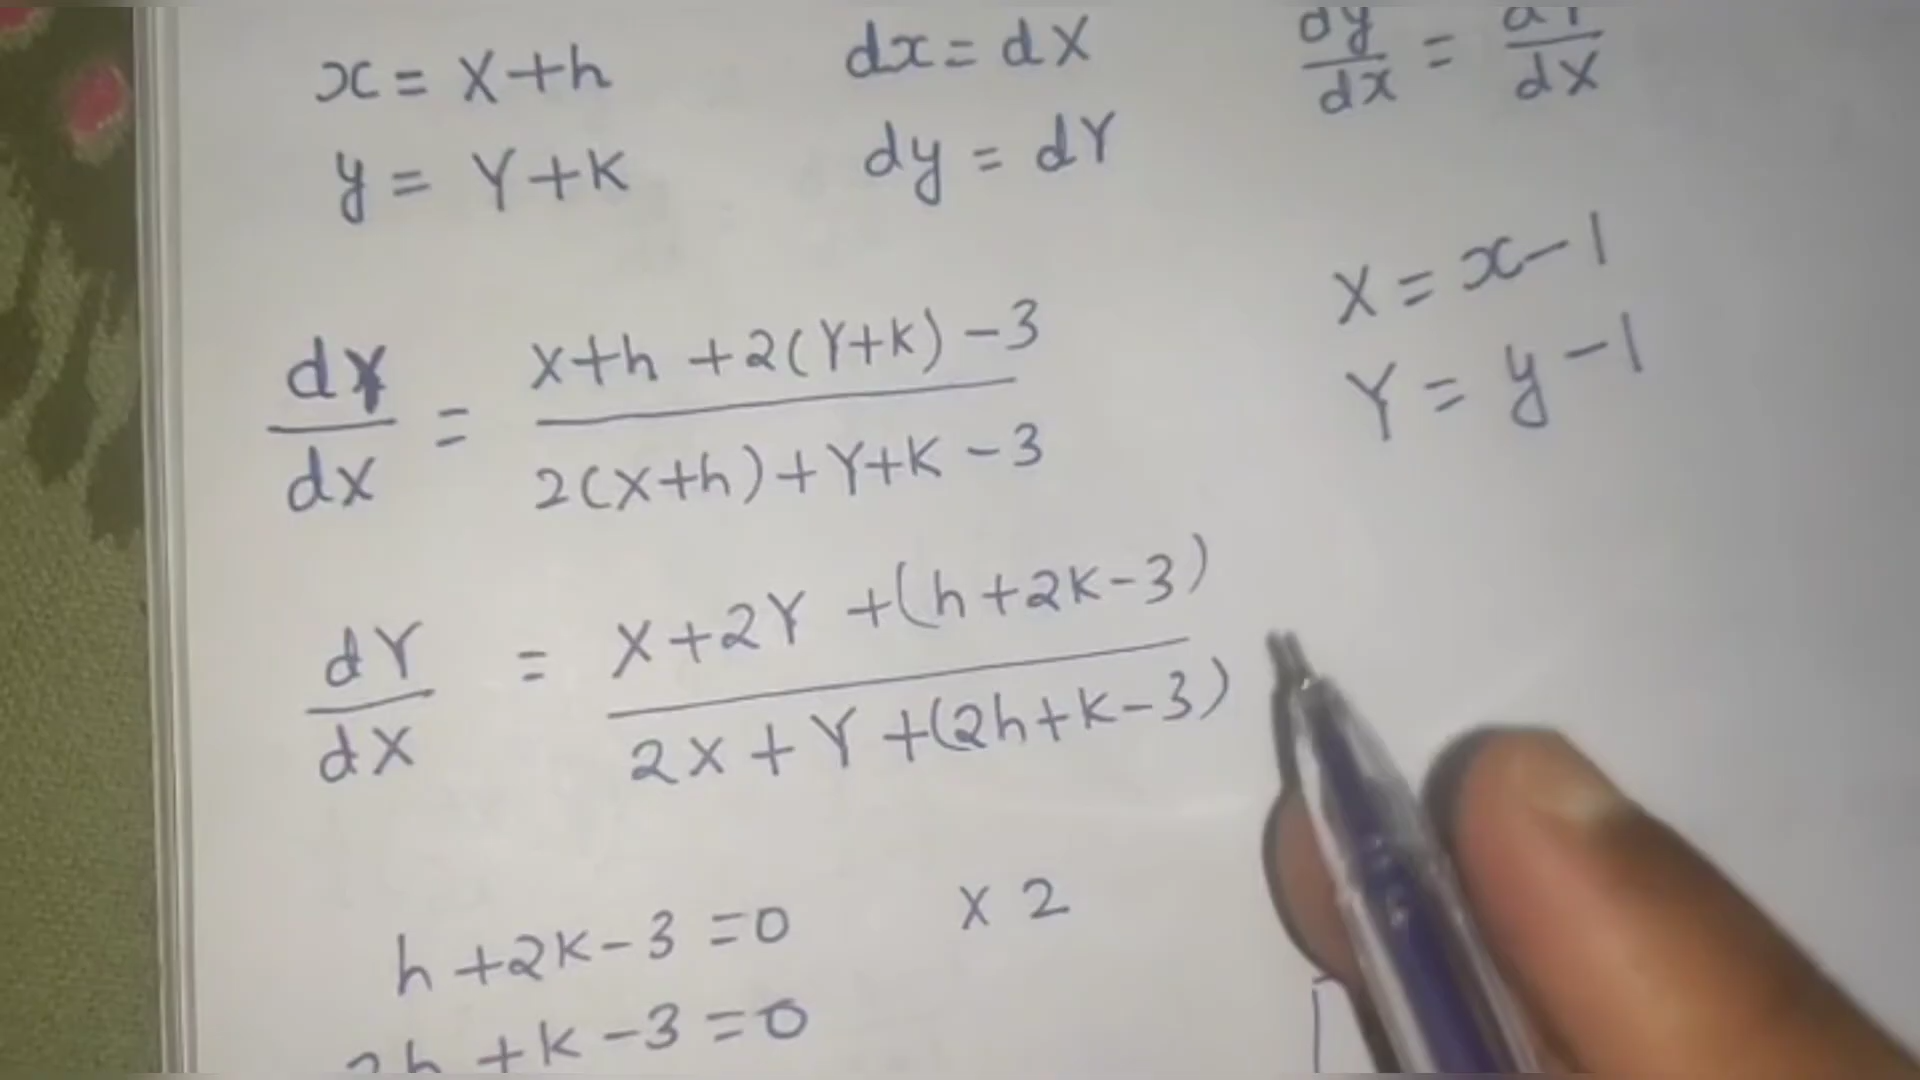 x = X+h    dx = dX    dy/dx = dY/dX
y = Y+K    dy = dY
X = x-1
dY/dx = X+h +2(Y+K) -3 / 2(X+h)+Y+K -3
Y = y-1
dY/dX = X+2Y +(h+2K-3) / 2X+Y+(2h+K-3)
h+2K-3 =0    X 2
2h +K-3 =0